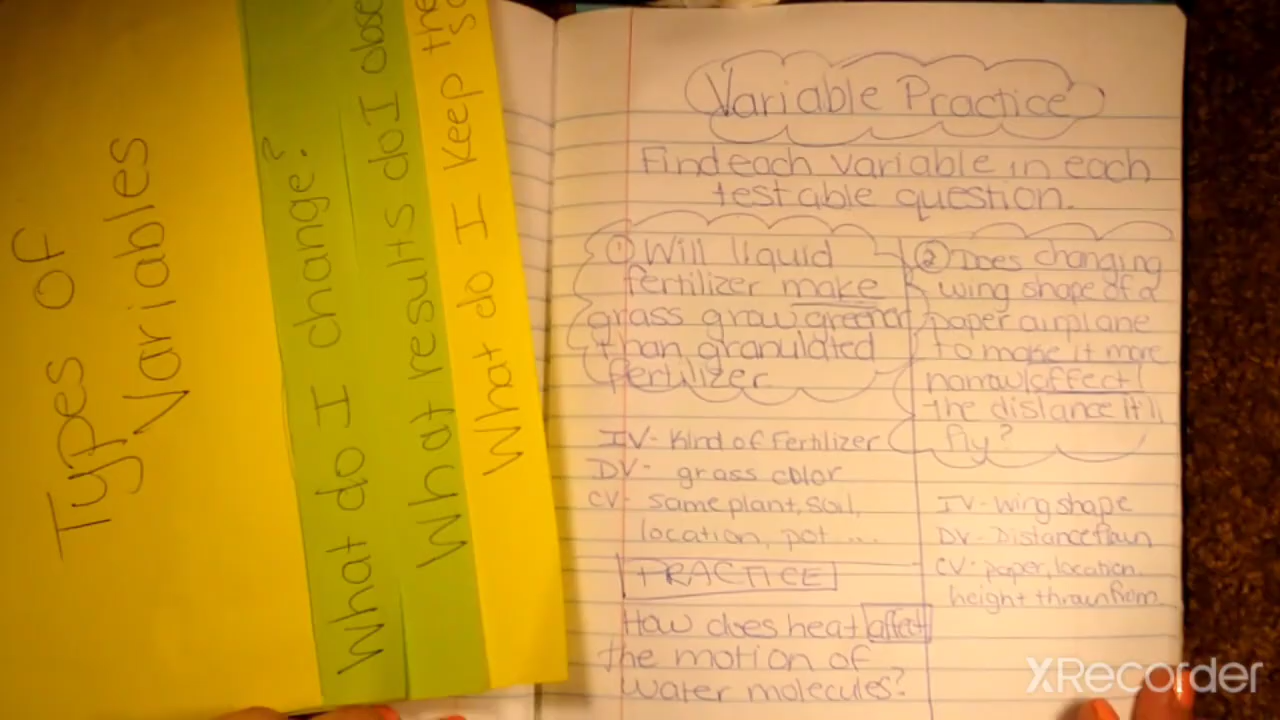 Types of
Variables
What do I change?
What results do I obse
What do I keep the
Variable Practice
Find each variable in each
testable question.
① Will liquid
fertilizer make
grass grow greener
than granulated
fertilizer
IV- Kind of Fertilizer
DV- grass color
CV- same plant, soil,
location, pot ...
② Does changing
wing shape of a
paper airplane
to make it more
narrow affect
the distance it'll
fly?
IV- wing shape
DV- Distance flown
CV- paper, location
height thrown from
PRACTICE
How does heat affect
the motion of
water molecules?
XRecorder